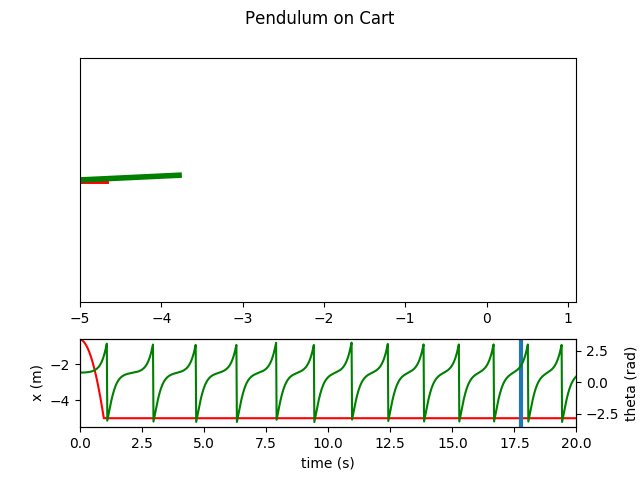 Pendulum on Cart
−5 −4 −3 −2 −1 0 1
x (m)
−2
−4
2.5
0.0
−2.5
theta (rad)
0.0 2.5 5.0 7.5 10.0 12.5 15.0 17.5 20.0
time (s)